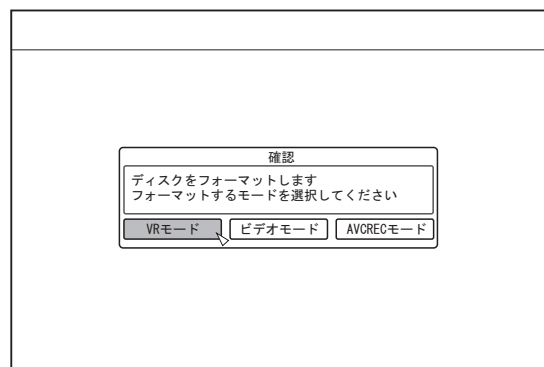 確認
ディスクをフォーマットします
フォーマットするモードを選択してください
VRモード
ビデオモード
AVCRECモード